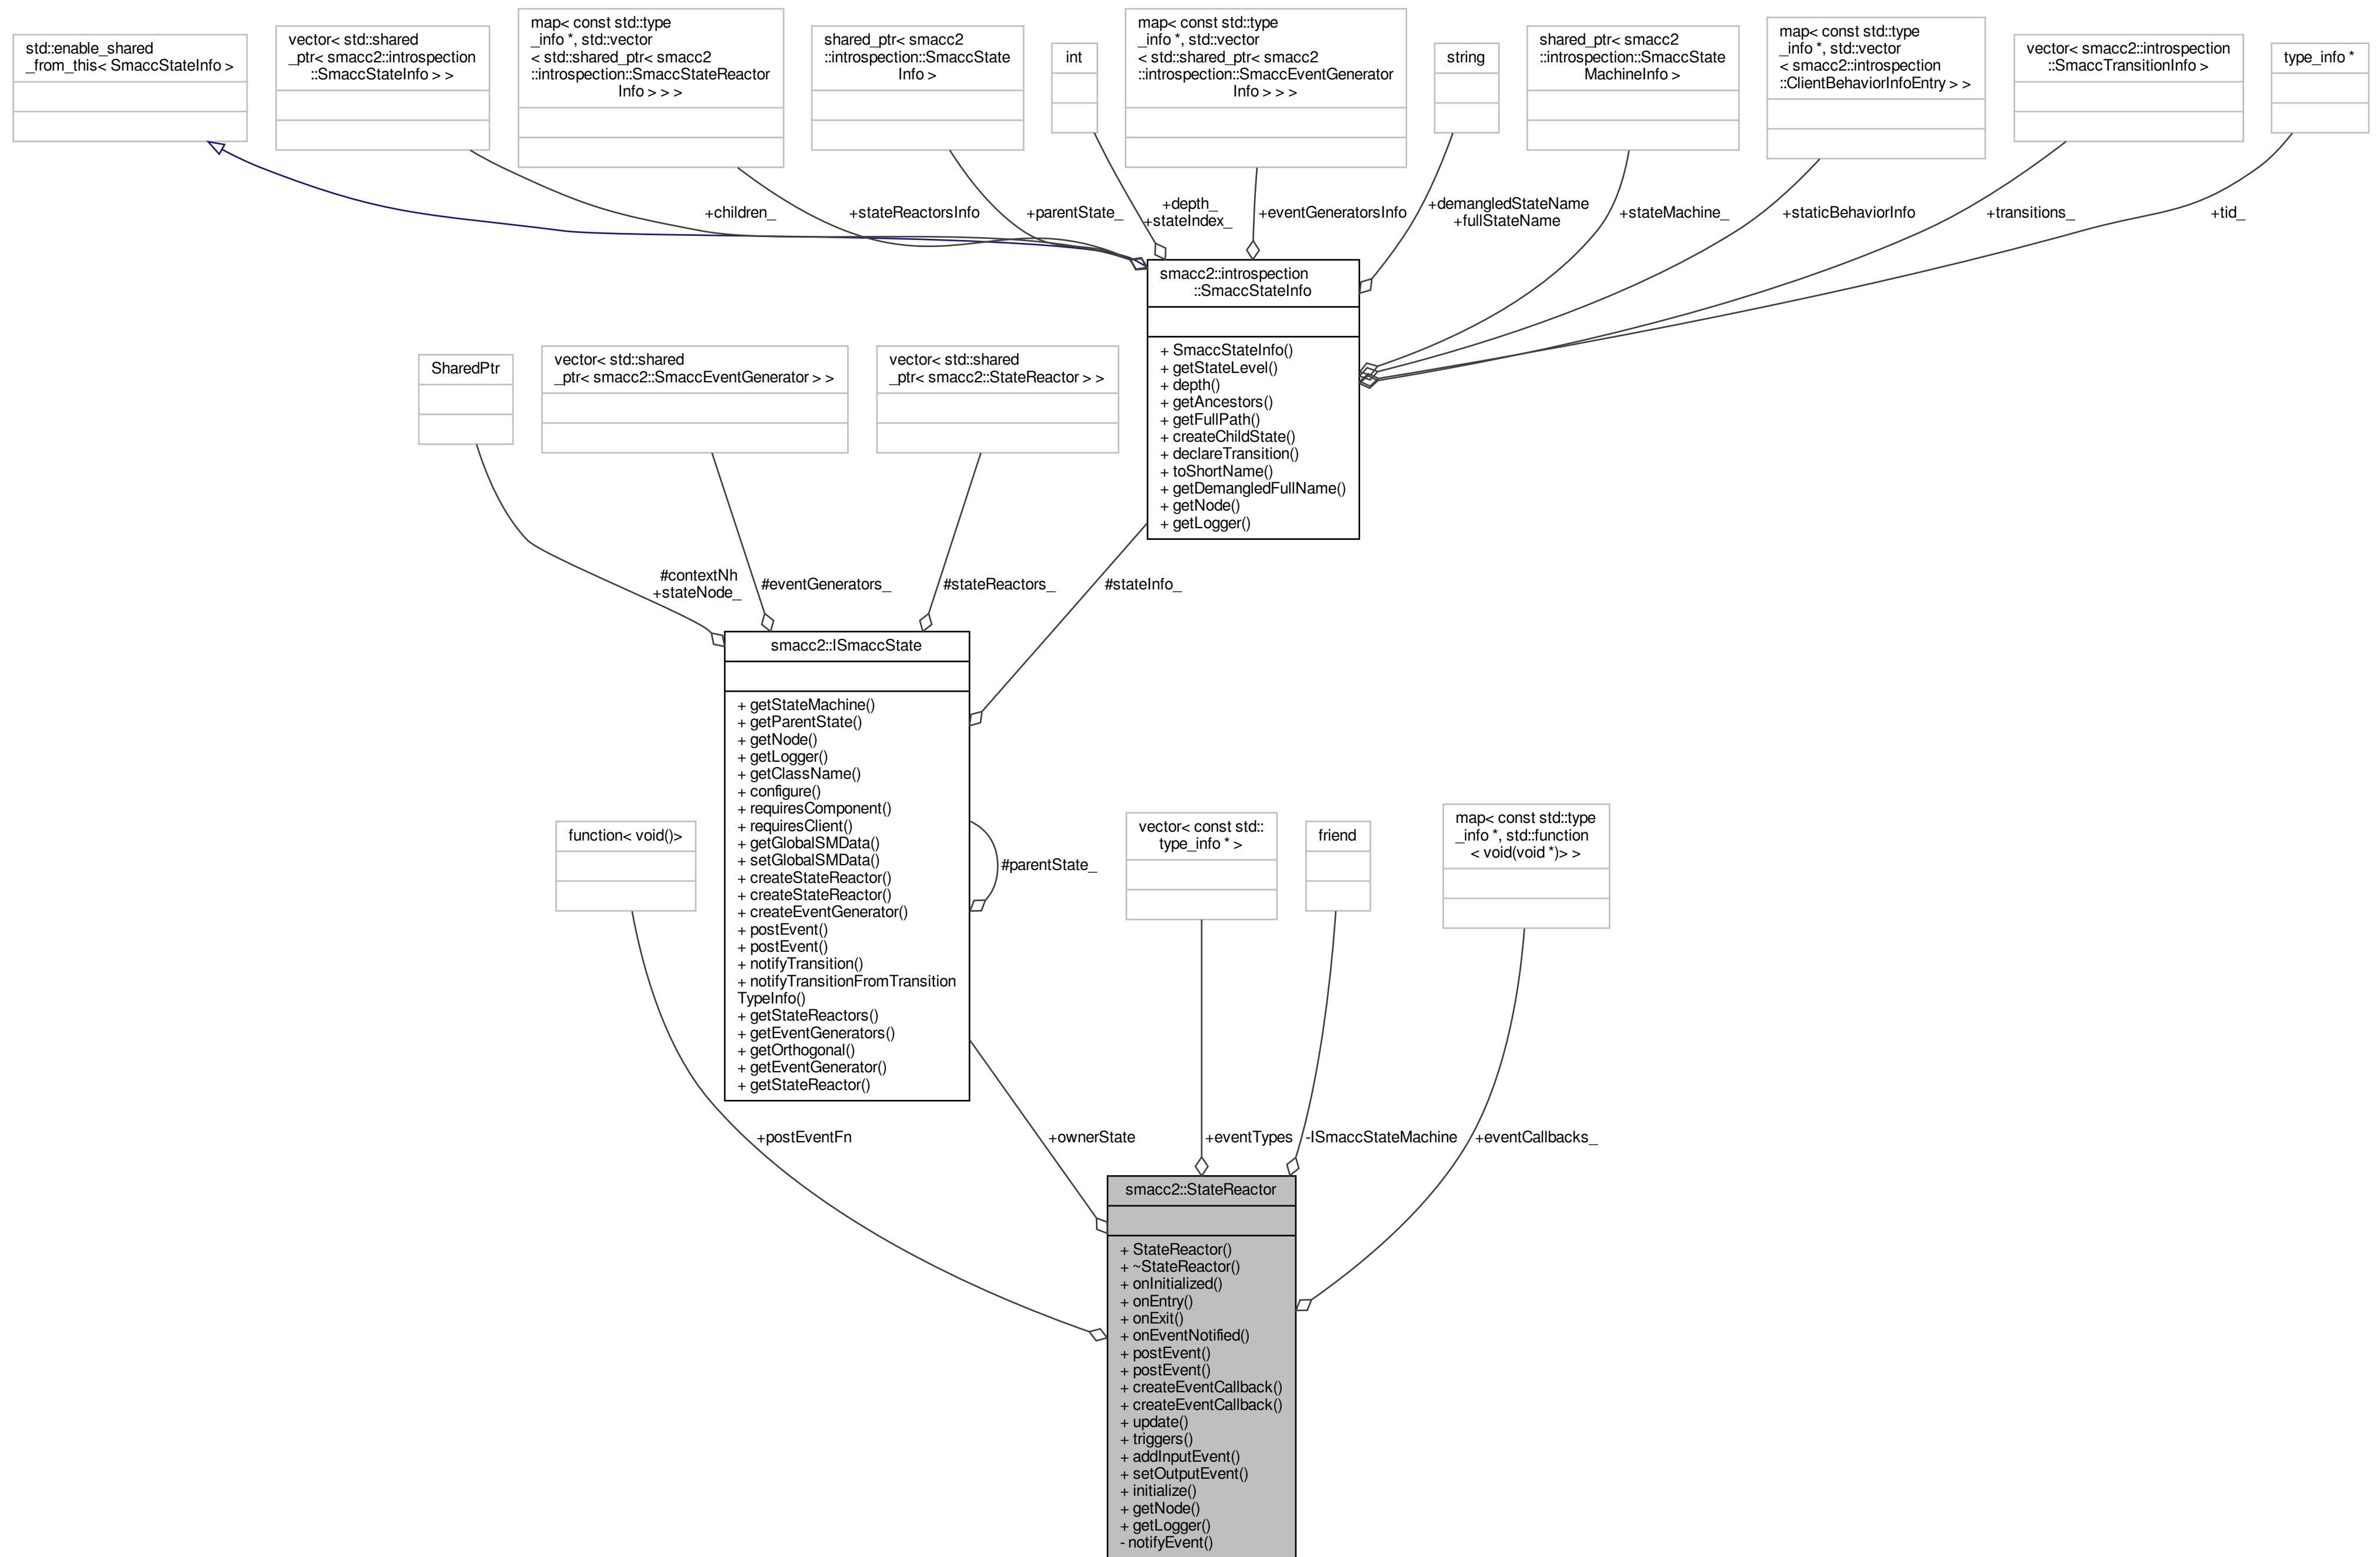 std::enable_shared
_from_this< SmaccStateInfo >
vector< std::shared
_ptr< smacc2::introspection
::SmaccStateInfo > >
map< const std::type
_info *, std::vector
< std::shared_ptr< smacc2
::introspection::SmaccStateReactor
Info > > >
shared_ptr< smacc2
::introspection::SmaccState
Info >
int
map< const std::type
_info *, std::vector
< std::shared_ptr< smacc2
::introspection::SmaccEventGenerator
Info > > >
string
shared_ptr< smacc2
::introspection::SmaccState
MachineInfo >
map< const std::type
_info *, std::vector
< smacc2::introspection
::ClientBehaviorInfoEntry > >
vector< smacc2::introspection
::SmaccTransitionInfo >
type_info *
+children_
+stateReactorsInfo
+parentState_
+depth_
+stateIndex_
+eventGeneratorsInfo
+demangledStateName
+fullStateName
+stateMachine_
+staticBehaviorInfo
+transitions_
+tid_
smacc2::introspection
::SmaccStateInfo
+ SmaccStateInfo()
+ getStateLevel()
+ depth()
+ getAncestors()
+ getFullPath()
+ createChildState()
+ declareTransition()
+ toShortName()
+ getDemangledFullName()
+ getNode()
+ getLogger()
SharedPtr
vector< std::shared
_ptr< smacc2::SmaccEventGenerator > >
vector< std::shared
_ptr< smacc2::StateReactor > >
#contextNh
+stateNode_
#eventGenerators_
#stateReactors_
#stateInfo_
smacc2::ISmaccState
+ getStateMachine()
+ getParentState()
+ getNode()
+ getLogger()
+ getClassName()
+ configure()
+ requiresComponent()
+ requiresClient()
+ getGlobalSMData()
+ setGlobalSMData()
+ createStateReactor()
+ createStateReactor()
+ createEventGenerator()
+ postEvent()
+ postEvent()
+ notifyTransition()
+ notifyTransitionFromTransition
TypeInfo()
+ getStateReactors()
+ getEventGenerators()
+ getOrthogonal()
+ getEventGenerator()
+ getStateReactor()
#parentState_
function< void()>
vector< const std::
type_info * >
friend
map< const std::type
_info *, std::function
< void(void *)> >
+postEventFn
+ownerState
+eventTypes
-ISmaccStateMachine
+eventCallbacks_
smacc2::StateReactor
+ StateReactor()
+ ~StateReactor()
+ onInitialized()
+ onEntry()
+ onExit()
+ onEventNotified()
+ postEvent()
+ postEvent()
+ createEventCallback()
+ createEventCallback()
+ update()
+ triggers()
+ addInputEvent()
+ setOutputEvent()
+ initialize()
+ getNode()
+ getLogger()
- notifyEvent()